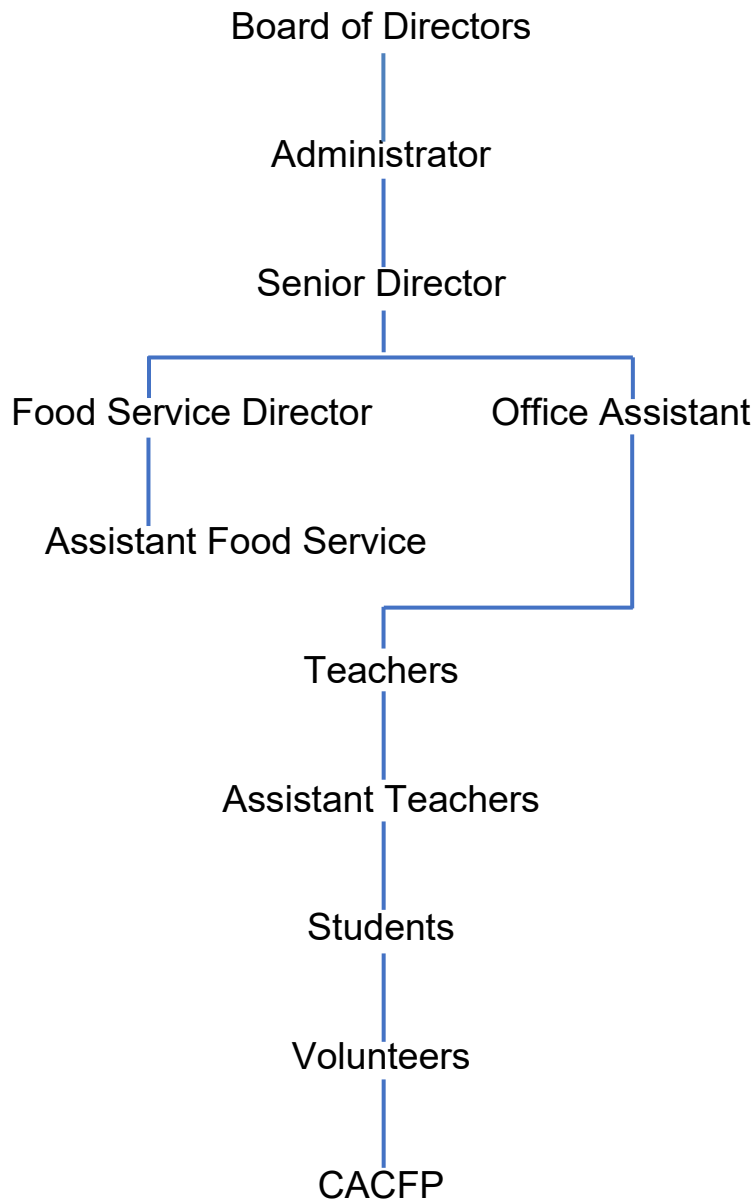 Board of Directors
Administrator
Senior Director
Food Service Director
Office Assistant
Assistant Food Service
Teachers
Assistant Teachers
Students
Volunteers
CACFP